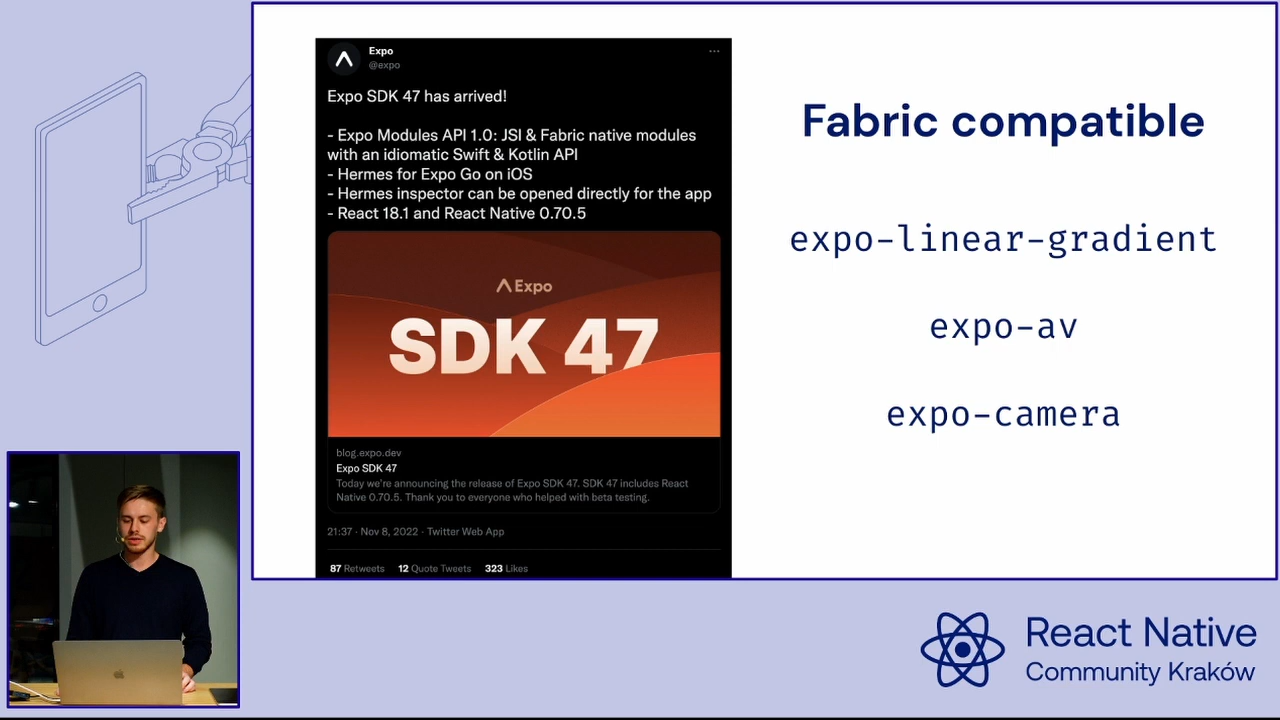 Expo
@expo
Expo SDK 47 has arrived!
- Expo Modules API 1.0: JSI & Fabric native modules
with an idiomatic Swift & Kotlin API
- Hermes for Expo Go on iOS
- Hermes inspector can be opened directly for the app
- React 18.1 and React Native 0.70.5
Expo
SDK 47
blog.expo.dev
Expo SDK 47
Today we're announcing the release of Expo SDK 47. SDK 47 includes React
Native 0.70.5. Thank you to everyone who helped with beta testing.
21:37 · Nov 8, 2022 · Twitter Web App
87 Retweets 12 Quote Tweets 323 Likes
Fabric compatible
expo-linear-gradient
expo-av
expo-camera
React Native
Community Kraków